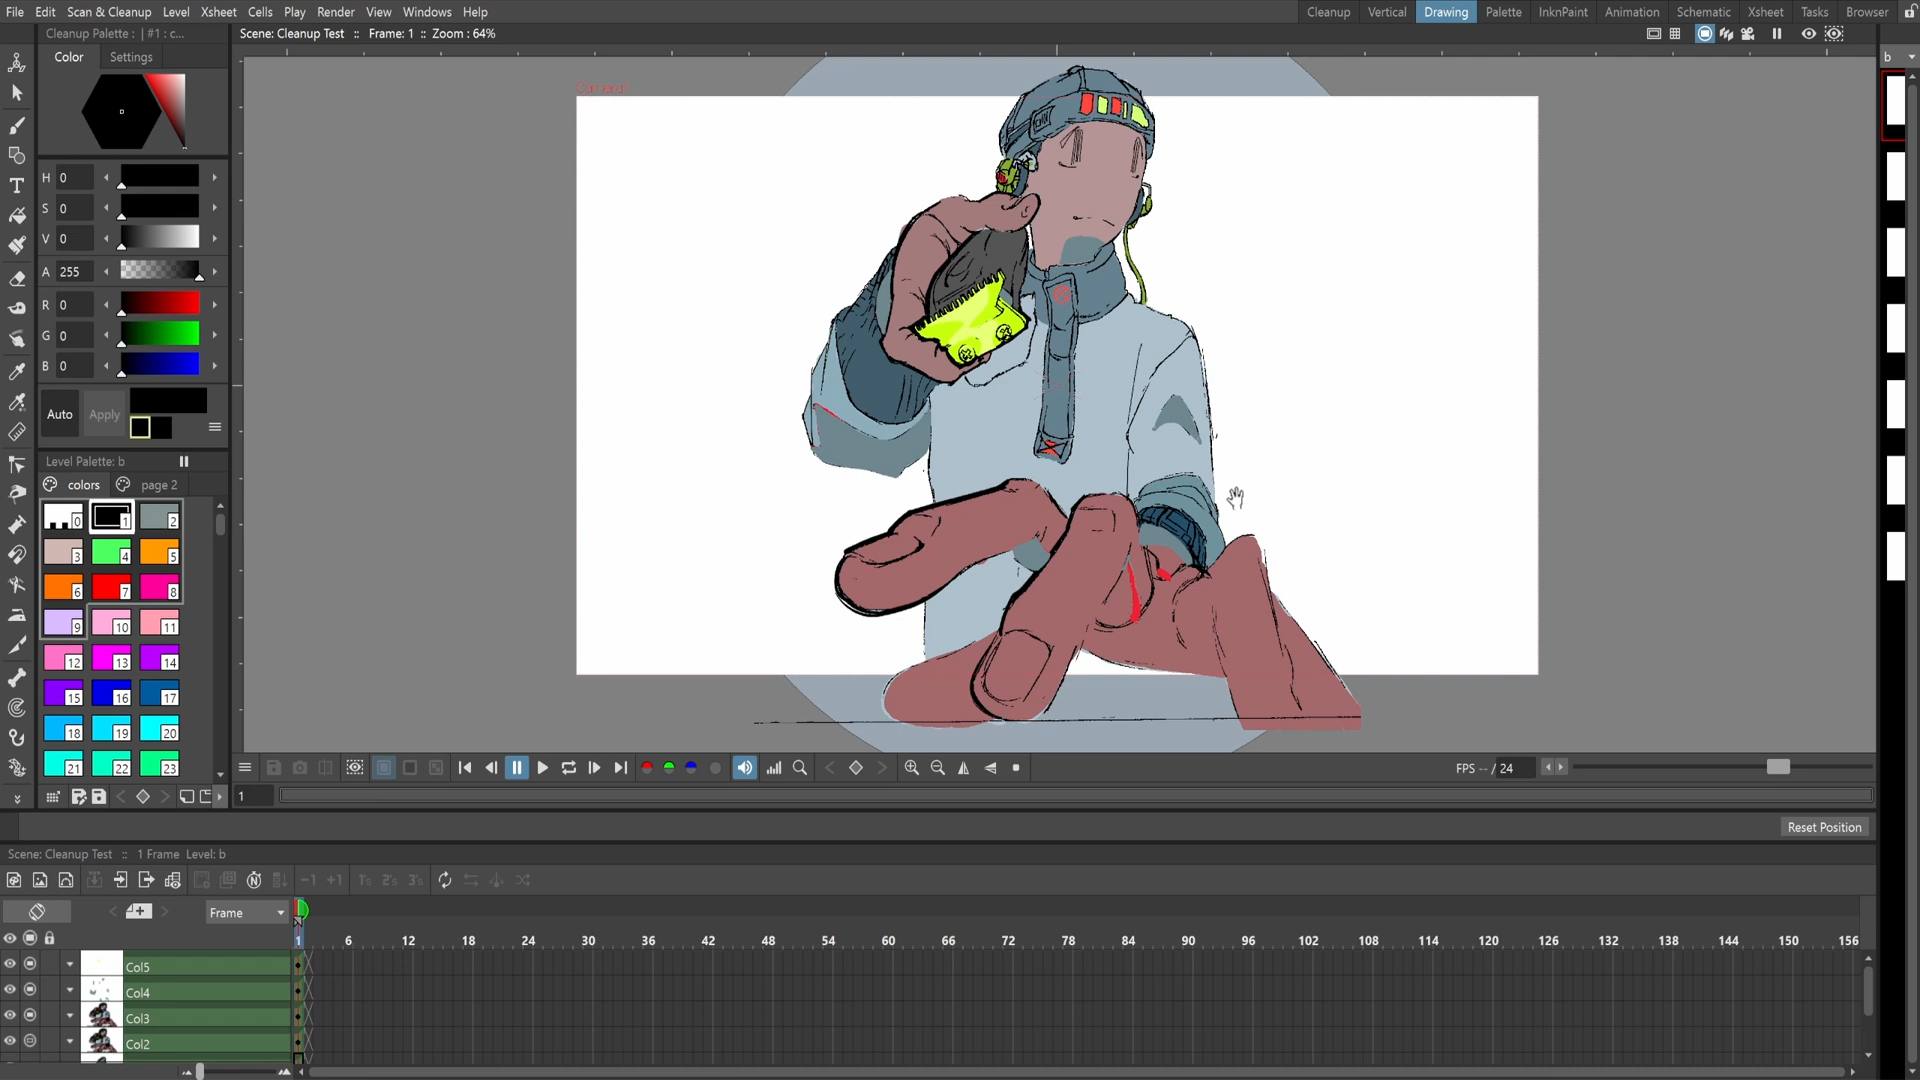 File Edit Scan & Cleanup Level Xsheet Cells Play Render View Windows Help
Cleanup Vertical Drawing Palette InknPaint Animation Schematic Xsheet Tasks Browser
Cleanup Palette : | #1 : c...
Scene: Cleanup Test :: Frame: 1 :: Zoom : 64%
Color Settings
b
H 0
S 0
V 0
A 255
R 0
G 0
B 0
Auto Apply
Level Palette: b
colors page 2
0 1 2
3 4 5
6 7 8
9 10 11
12 13 14
15 16 17
18 19 20
21 22 23
FPS -- / 24
1
Reset Position
Scene: Cleanup Test :: 1 Frame Level: b
-1 +1 1's 2's 3's
Frame
1 6 12 18 24 30 36 42 48 54 60 66 72 78 84 90 96 102 108 114 120 126 132 138 144 150 156
Col5
Col4
Col3
Col2